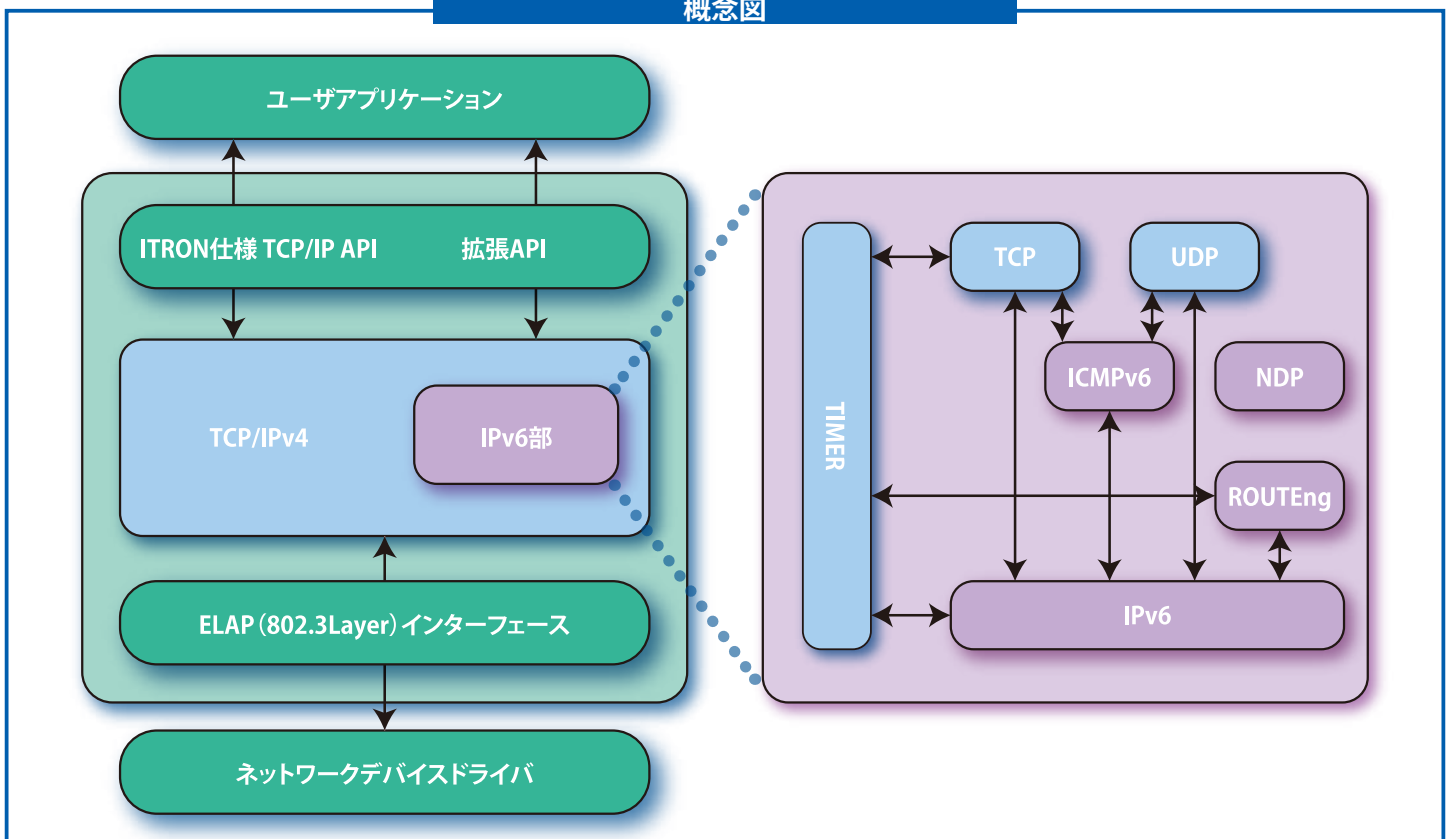 概念図
ユーザアプリケーション
ITRON仕様 TCP/IP API 拡張API
TCP/IPv4
IPv6部
ELAP（802.3Layer）インターフェース
ネットワークデバイスドライバ
TIMER
TCP
UDP
ICMPv6
NDP
ROUTEng
IPv6